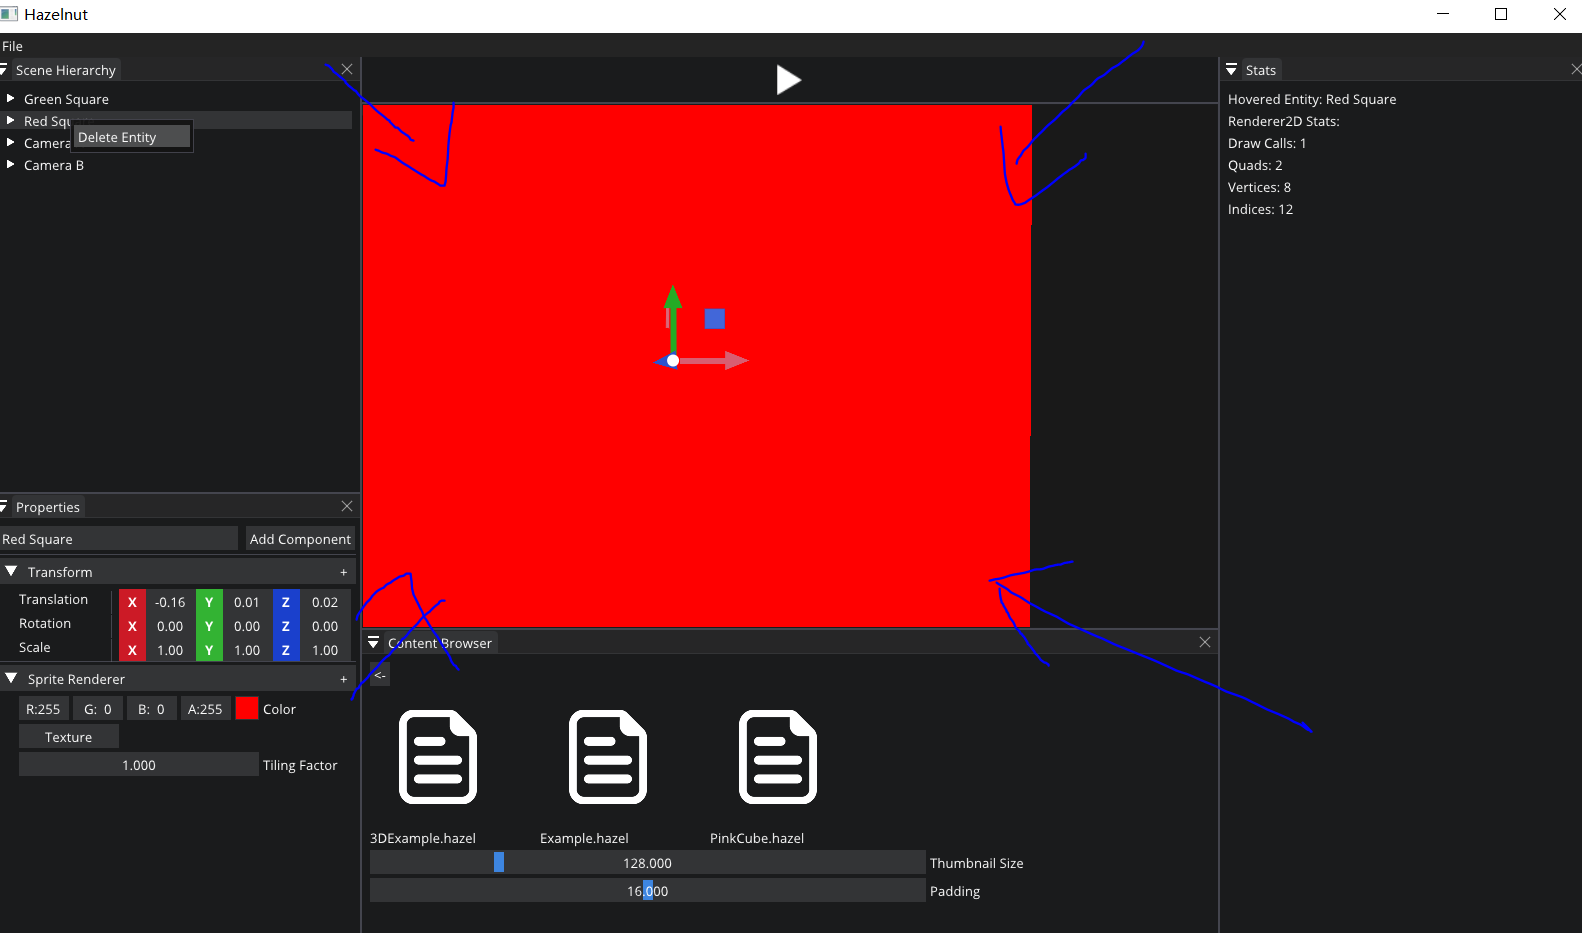 Hazelnut
File
Scene Hierarchy
Green Square
Red Squ
Delete Entity
Camera
Camera B
Properties
Red Square
Add Component
Transform +
Translation X -0.16 Y 0.01 Z 0.02
Rotation X 0.00 Y 0.00 Z 0.00
Scale X 1.00 Y 1.00 Z 1.00
Sprite Renderer +
R:255 G: 0 B: 0 A:255 Color
Texture
1.000 Tiling Factor
Content Browser
<-
3DExample.hazel Example.hazel PinkCube.hazel
128.000 Thumbnail Size
16.000 Padding
Stats
Hovered Entity: Red Square
Renderer2D Stats:
Draw Calls: 1
Quads: 2
Vertices: 8
Indices: 12